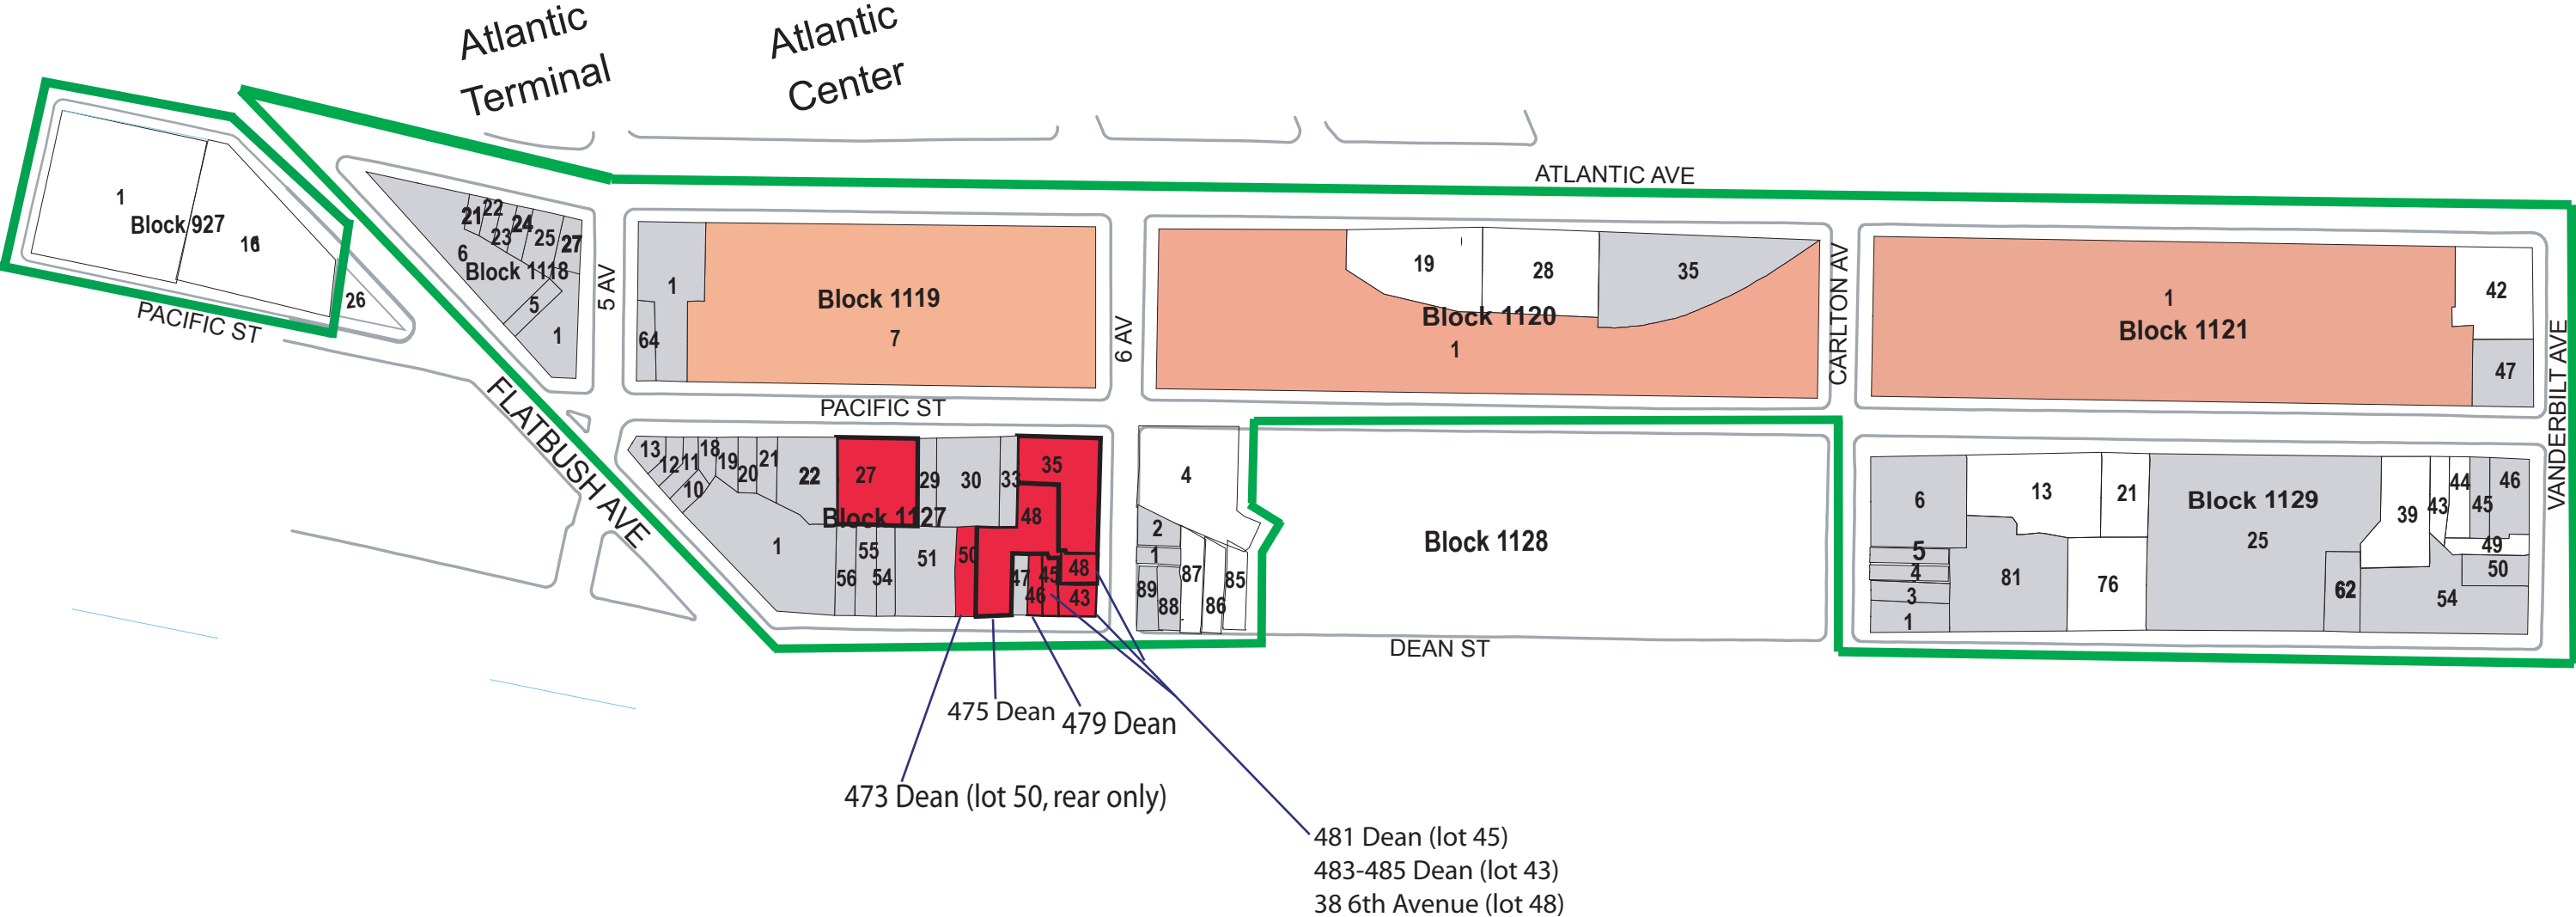 Atlantic
Terminal
Atlantic
Center
ATLANTIC AVE
1
Block 927
16
26
PACIFIC ST
21
22
23
24
25
27
6
Block 1118
5
1
5 AV
1
64
Block 1119
7
6 AV
19
28
35
Block 1120
1
CARLTON AV
1
Block 1121
42
47
VANDERBILT AVE
FLATBUSH AVE
PACIFIC ST
13
12
11
10
18
19
20
21
22
27
29
30
33
35
48
Block 1127
1
56
55
54
51
50
47
46
45
48
43
4
2
1
89
88
87
86
85
Block 1128
DEAN ST
6
5
4
3
1
13
21
81
76
Block 1129
25
62
39
43
44
45
46
49
50
54
475 Dean
479 Dean
473 Dean (lot 50, rear only)
481 Dean (lot 45)
483-485 Dean (lot 43)
38 6th Avenue (lot 48)